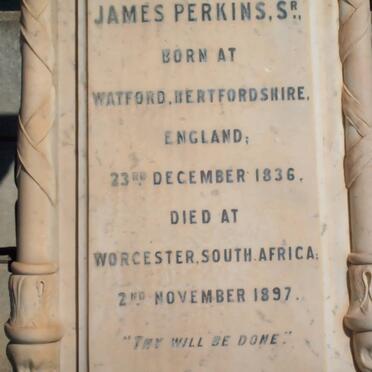 JAMES PERKINS, SR.,
BORN AT
WATFORD, HERTFORDSHIRE,
ENGLAND;
23RD DECEMBER 1836.
DIED AT
WORCESTER, SOUTH AFRICA;
2ND NOVEMBER 1897.
"THY WILL BE DONE."